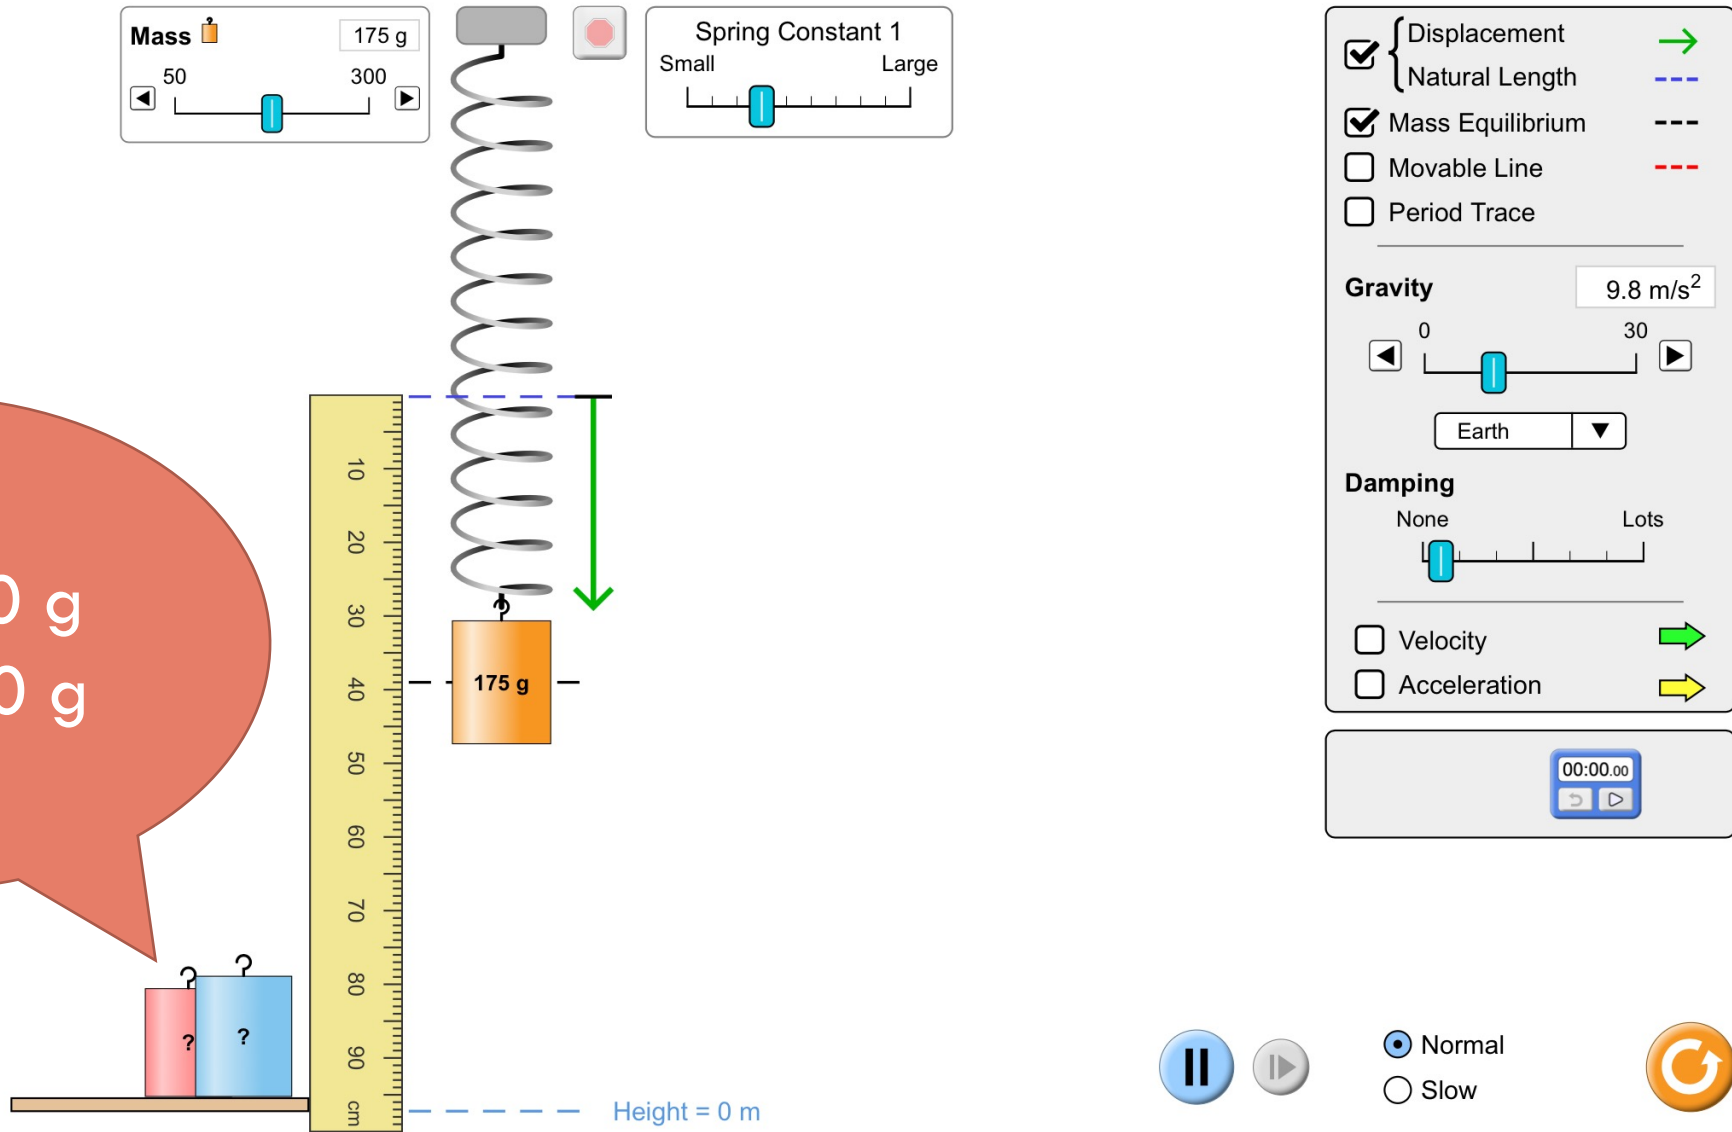 Mass
175 g
50
300
Spring Constant 1
Small
Large
Displacement
Natural Length
Mass Equilibrium
Movable Line
Period Trace
Gravity
9.8 m/s²
0
30
Earth
Damping
None
Lots
Velocity
Acceleration
00:00.00
0 g
0 g
10
20
30
40
50
60
70
80
90
cm
175 g
?
?
Height = 0 m
Normal
Slow